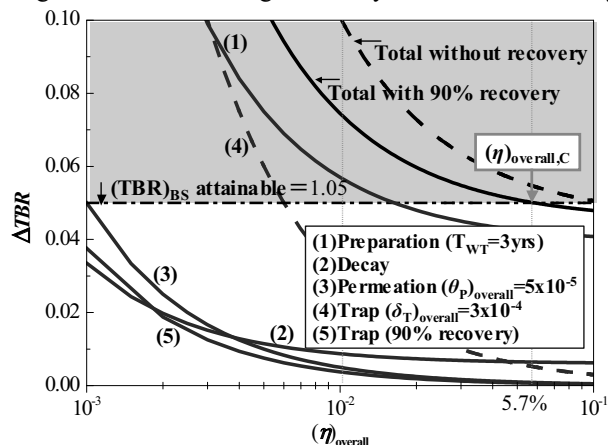 0.10
0.08
0.06
0.04
0.02
0.00
ΔTBR
(1)
Total without recovery
Total with 90% recovery
(4)
(η)overall,C
(TBR)BS attainable=1.05
(1)Preparation (TWT=3yrs)
(2)Decay
(3)Permeation (θP)overall=5x10-5
(4)Trap (δT)overall=3x10-4
(5)Trap (90% recovery)
(3)
(2)
(5)
10-3
10-2
5.7%
10-1
(η)overall